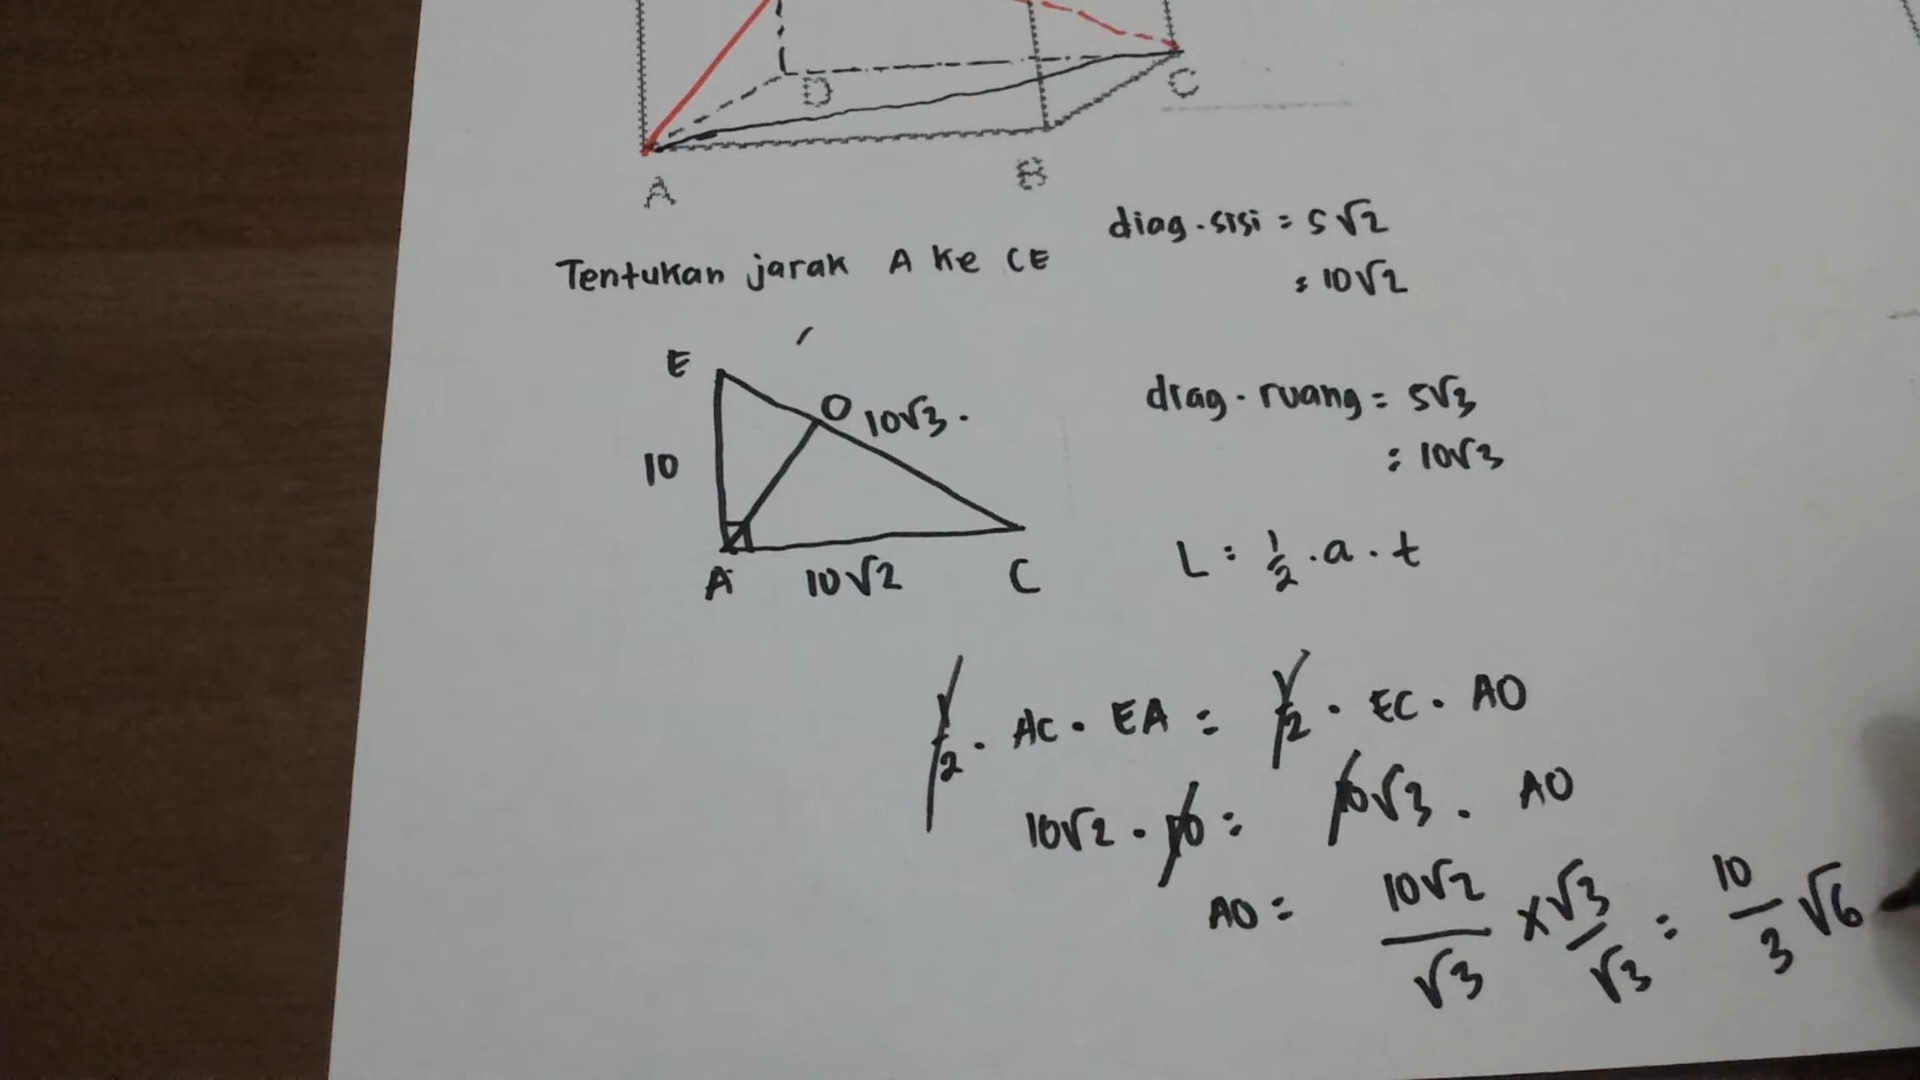 D
C
A
B
Tentukan jarak A ke CE
diag. sisi = s√2
= 10√2
E
O
10√3.
10
A
10√2
C
diag. ruang = s√3
= 10√3
L = 1/2 . a . t
1/2 . AC . EA = 1/2 . EC . AO
10√2 . 10 = 10√3 . AO
AO = 10√2/√3 x √3/√3 = 10/3 √6